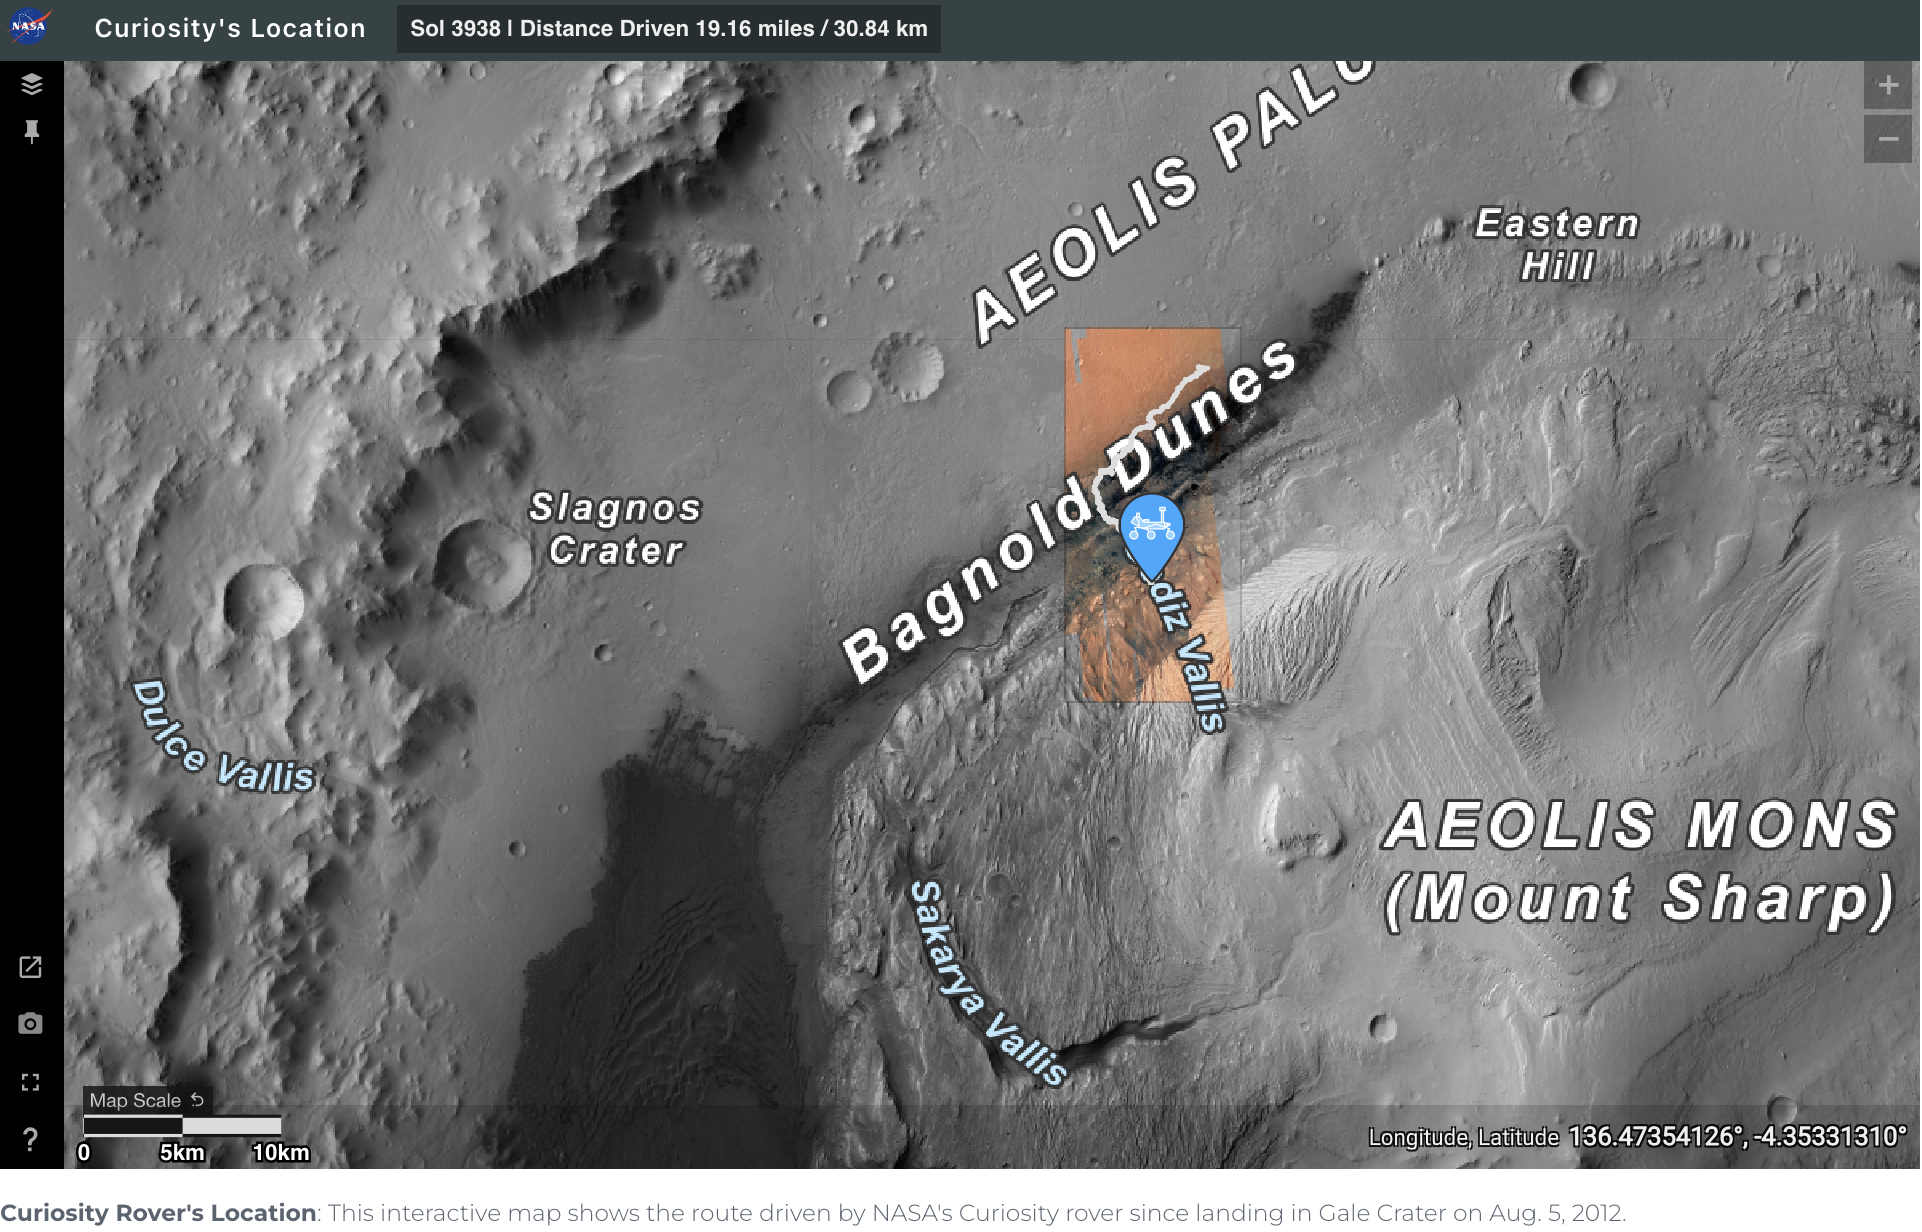 NASA
Curiosity's Location
Sol 3938 | Distance Driven 19.16 miles / 30.84 km
AEOLIS PALU
Eastern
Hill
Bagnold Dunes
Slagnos
Crater
diz Vallis
Dulce Vallis
AEOLIS MONS
(Mount Sharp)
Sakarya Vallis
Map Scale
0 5km 10km
Longitude, Latitude 136.47354126°, -4.35331310°
Curiosity Rover's Location: This interactive map shows the route driven by NASA's Curiosity rover since landing in Gale Crater on Aug. 5, 2012.